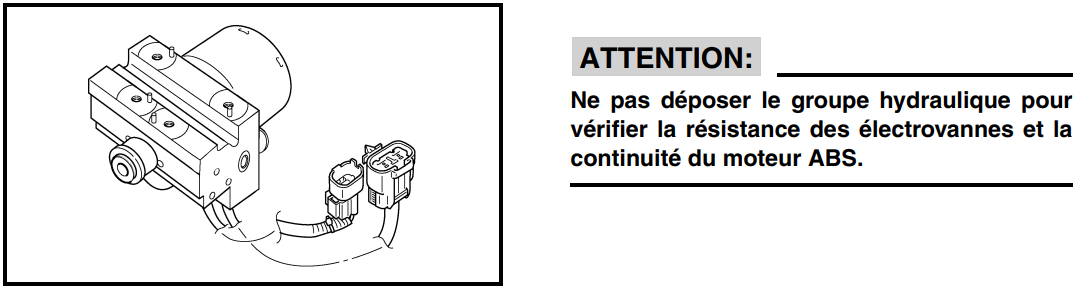 ATTENTION:
Ne pas déposer le groupe hydraulique pour
vérifier la résistance des électrovannes et la
continuité du moteur ABS.